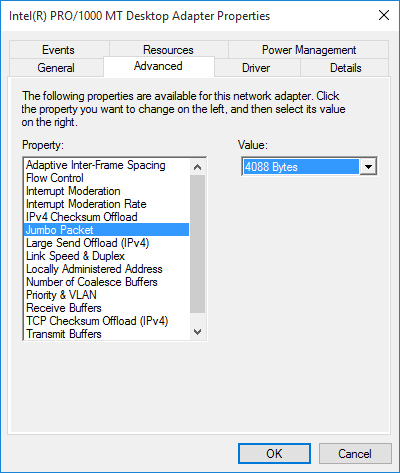 Intel(R) PRO/1000 MT Desktop Adapter Properties
Events Resources Power Management
General Advanced Driver Details
The following properties are available for this network adapter. Click
the property you want to change on the left, and then select its value
on the right.
Property: Value:
Adaptive Inter-Frame Spacing 4088 Bytes
Flow Control
Interrupt Moderation
Interrupt Moderation Rate
IPv4 Checksum Offload
Jumbo Packet
Large Send Offload (IPv4)
Link Speed & Duplex
Locally Administered Address
Number of Coalesce Buffers
Priority & VLAN
Receive Buffers
TCP Checksum Offload (IPv4)
Transmit Buffers
OK Cancel